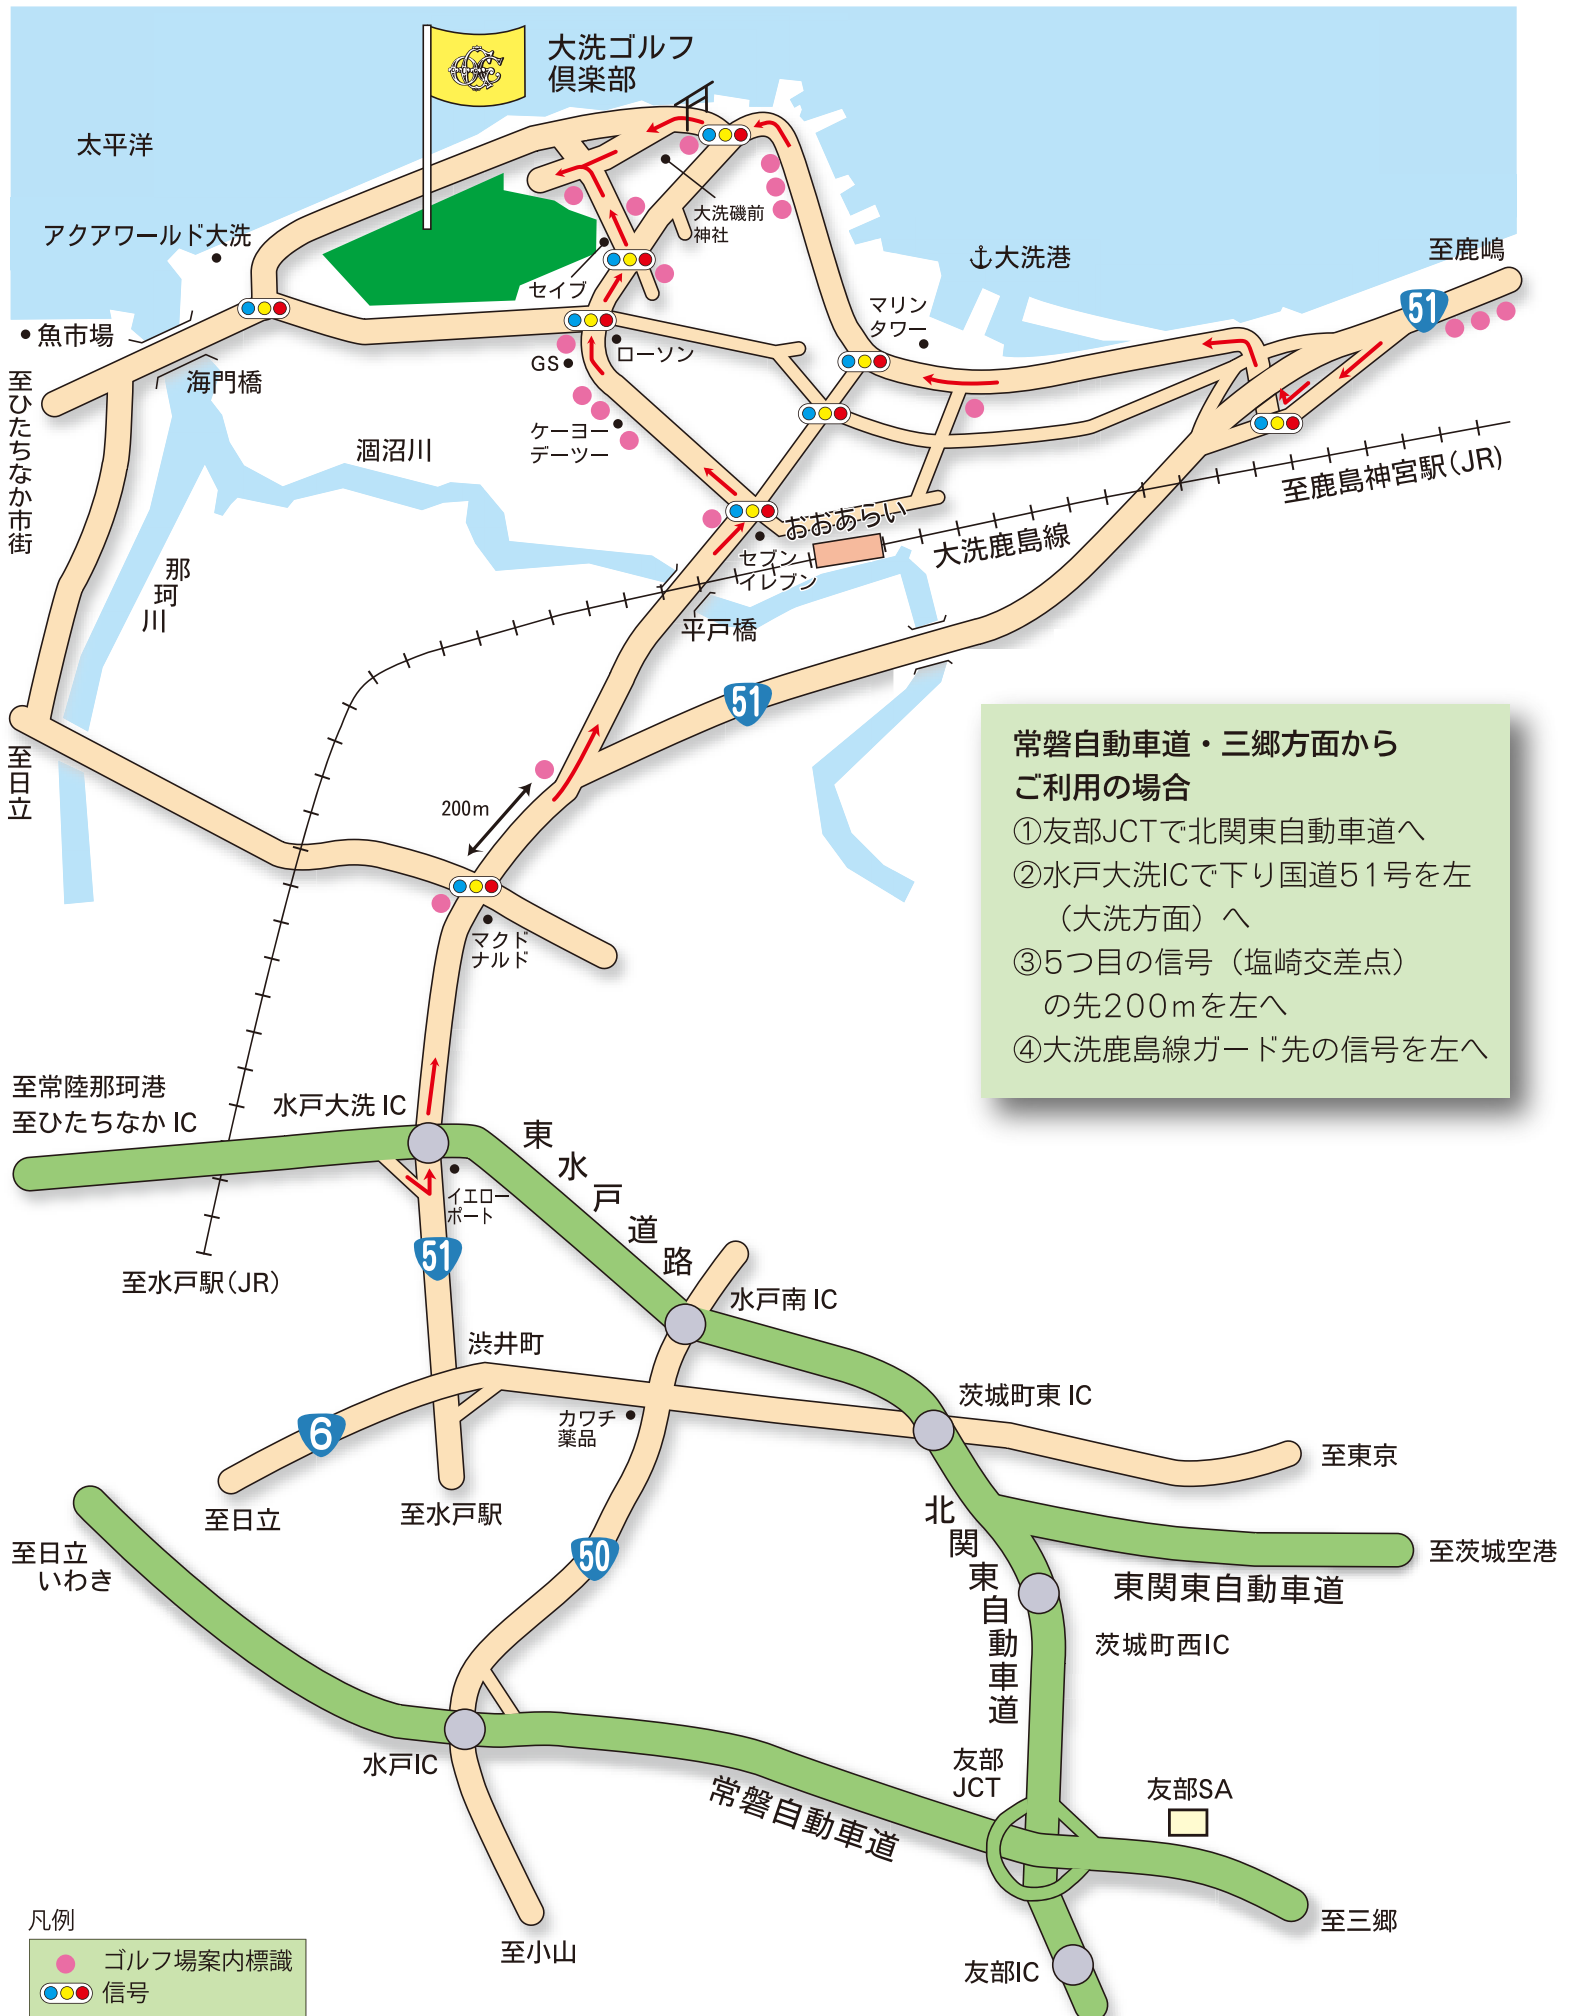 大洗ゴルフ
倶楽部
太平洋
アクアワールド大洗
大洗磯前
神社
⚓大洗港
至鹿嶋
51
セイブ
マリン
タワー
魚市場
GS
ローソン
海門橋
至ひたちなか市街
ケーヨー
デーツー
涸沼川
至鹿島神宮駅(JR)
おおあらい
大洗鹿島線
セブン
イレブン
那珂川
平戸橋
51
至日立
200m
マクド
ナルド
常磐自動車道・三郷方面から
ご利用の場合
①友部JCTで北関東自動車道へ
②水戸大洗ICで下り国道51号を左
（大洗方面）へ
③5つ目の信号（塩崎交差点）
の先200mを左へ
④大洗鹿島線ガード先の信号を左へ
至常陸那珂港
至ひたちなか IC
水戸大洗 IC
東水戸道路
イエロー
ポート
51
至水戸駅(JR)
水戸南 IC
渋井町
茨城町東 IC
カワチ
薬品
6
至東京
至日立
至水戸駅
北関東自動車道
50
至日立
いわき
至茨城空港
東関東自動車道
茨城町西IC
水戸IC
友部
JCT
友部SA
常磐自動車道
至三郷
至小山
友部IC
凡例
ゴルフ場案内標識
信号